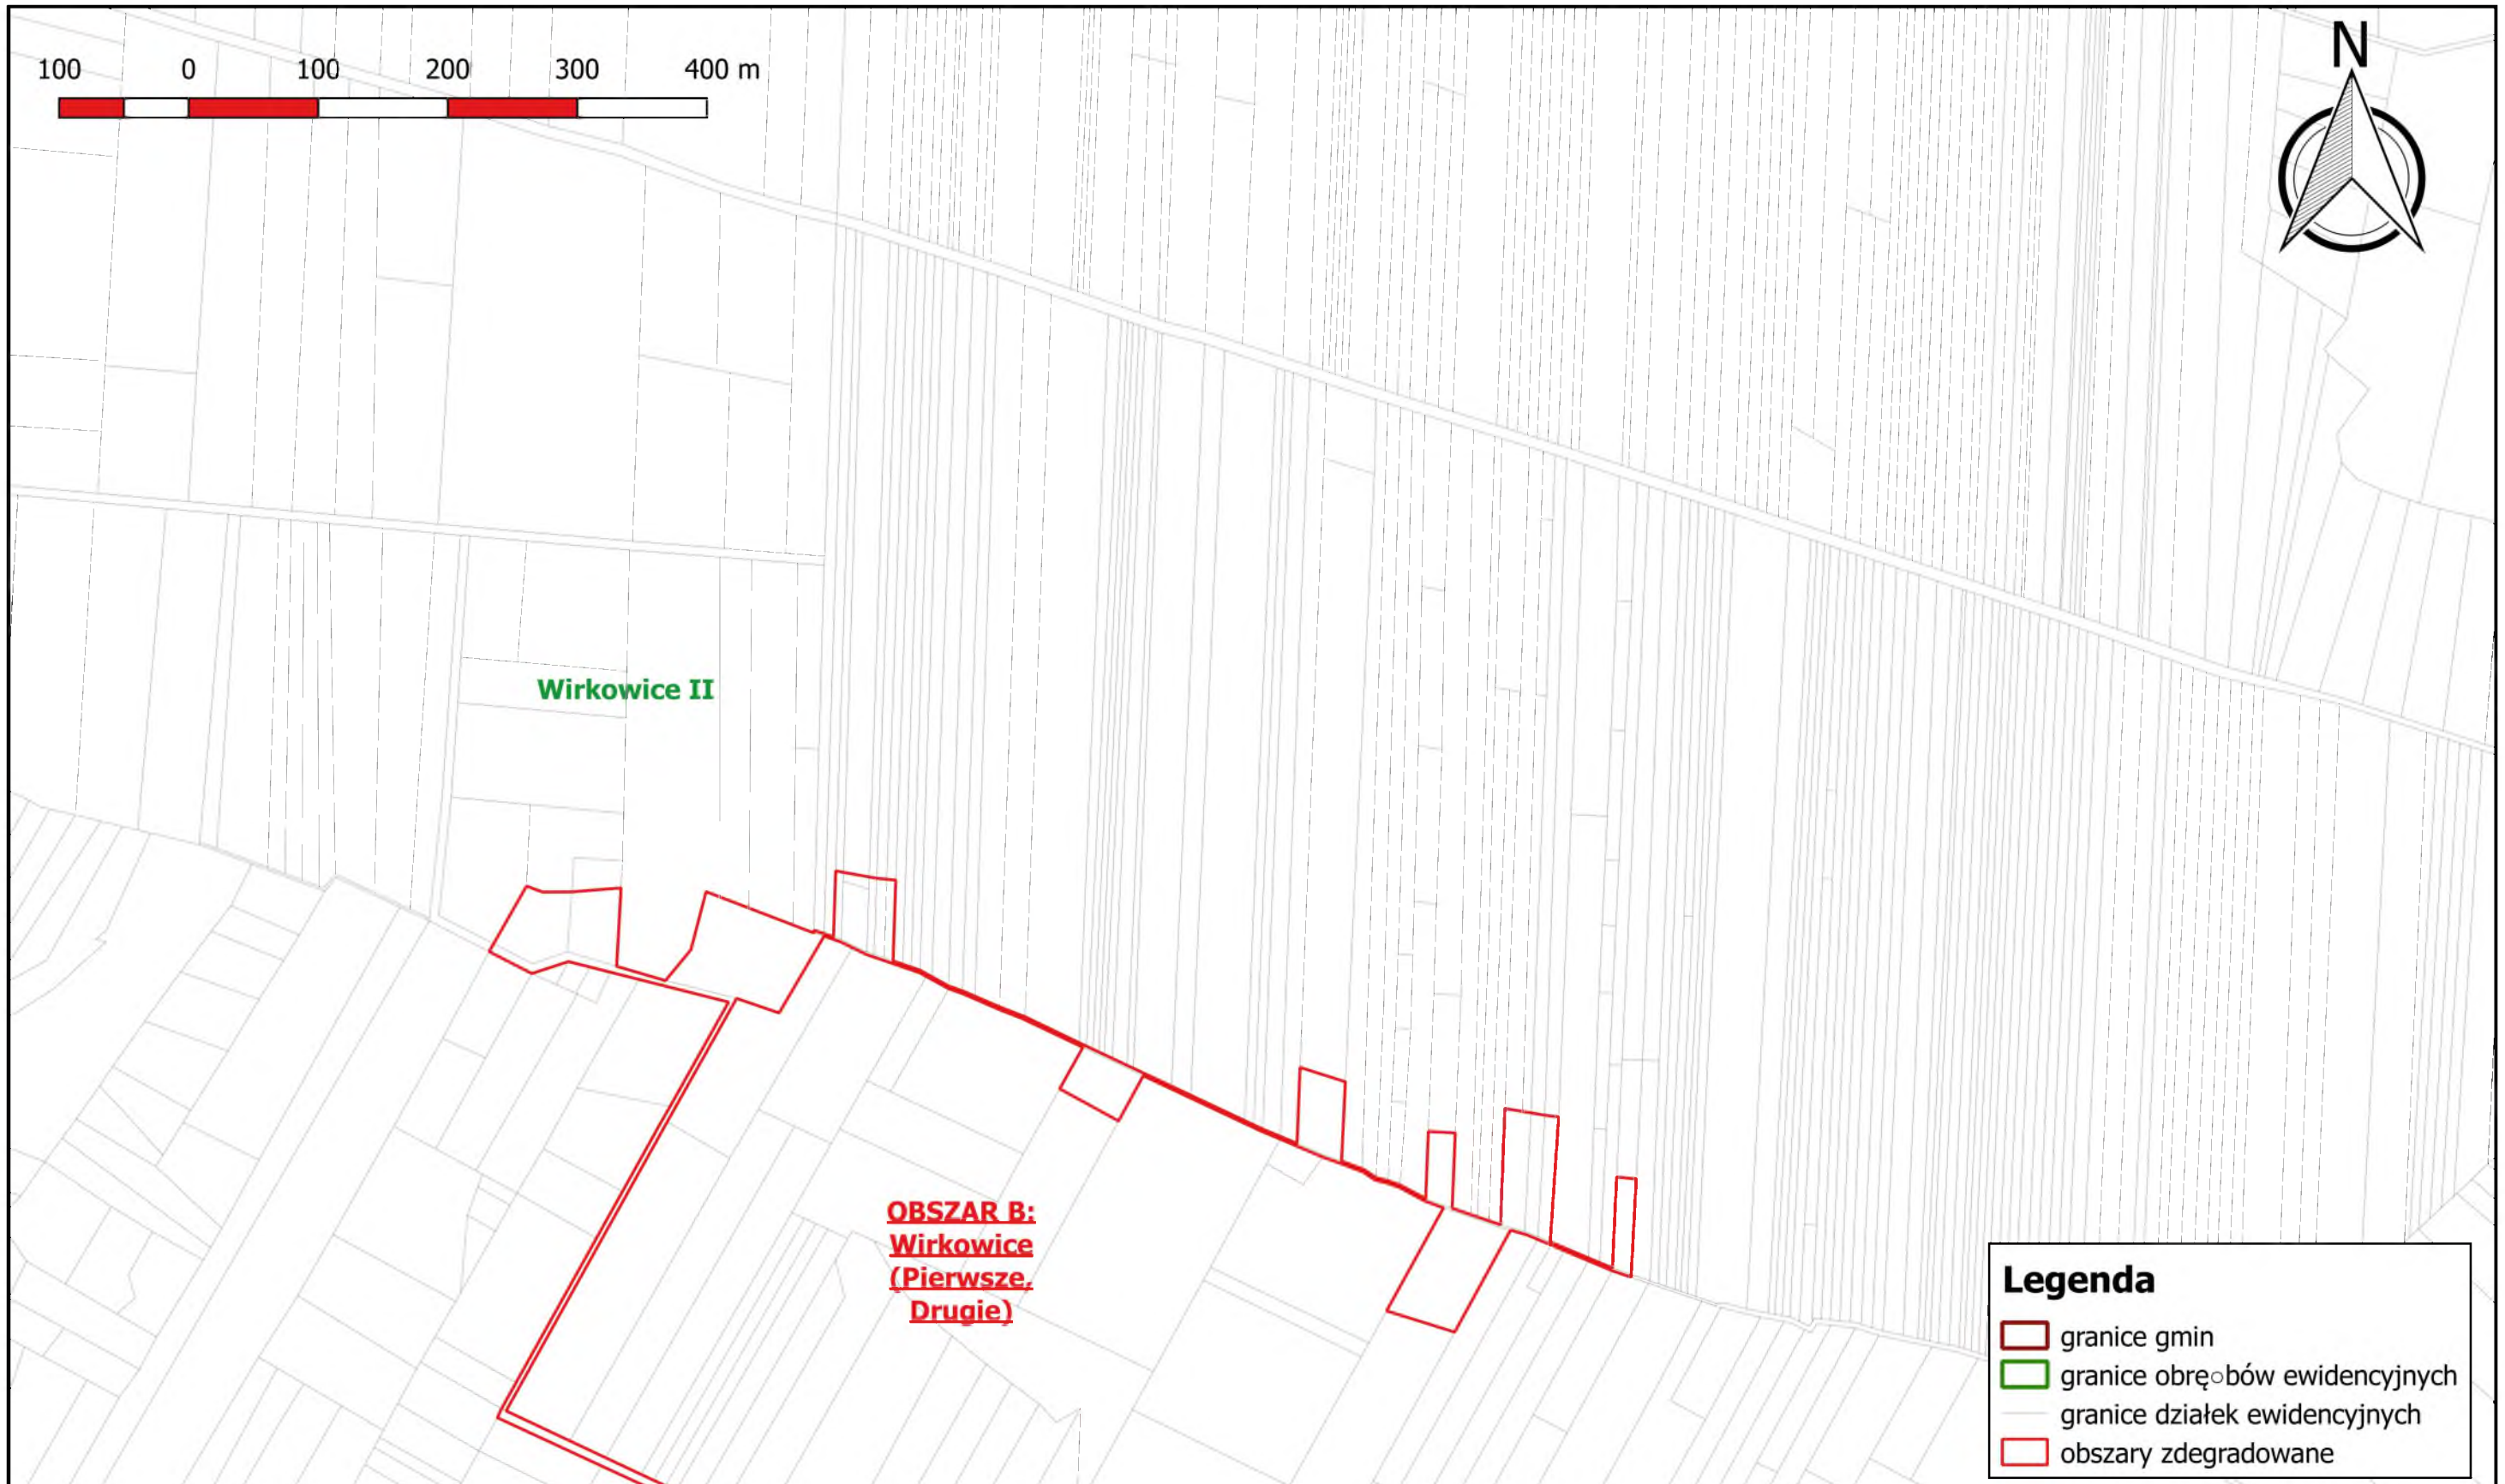 100 0 100 200 300 400 m
N
Wirkowice II
OBSZAR B:
Wirkowice
(Pierwsze,
Drugie)
Legenda
granice gmin
granice obrę○bów ewidencyjnych
granice działek ewidencyjnych
obszary zdegradowane